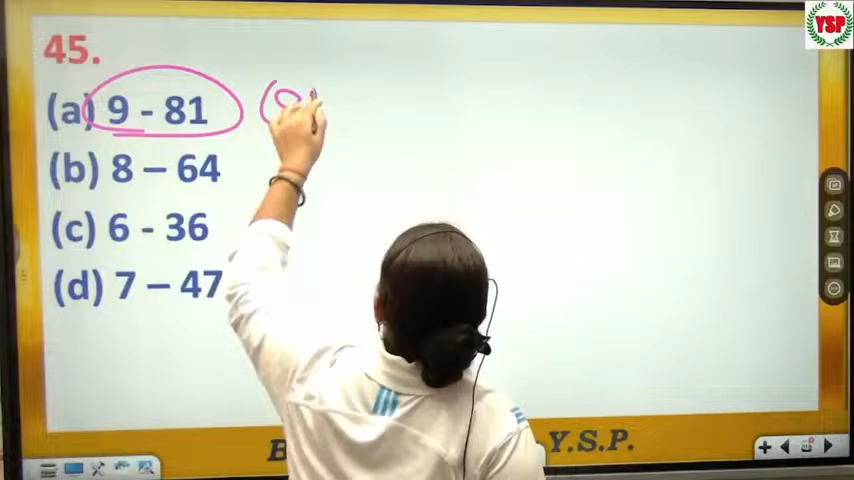 YSP
45.
(a) 9 - 81
(b) 8 – 64
(c) 6 - 36
(d) 7 – 47
Y.S.P.